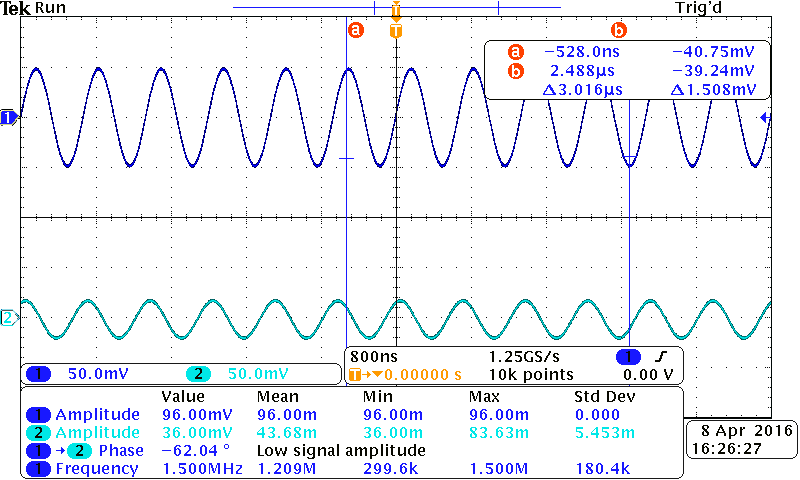 Tek Run Trig'd
T
a b
T
a −528.0ns −40.75mV
b 2.488µs −39.24mV
Δ3.016µs Δ1.508mV
1
2
1 50.0mV 2 50.0mV
800ns 1.25GS/s 1
T→▼0.00000 s 10k points 0.00 V
Value Mean Min Max Std Dev
1 Amplitude 96.00mV 96.00m 96.00m 96.00m 0.000
2 Amplitude 36.00mV 43.68m 36.00m 83.63m 5.453m
1 → 2 Phase −62.04 ° Low signal amplitude
1 Frequency 1.500MHz 1.209M 299.6k 1.500M 180.4k
8 Apr 2016
16:26:27